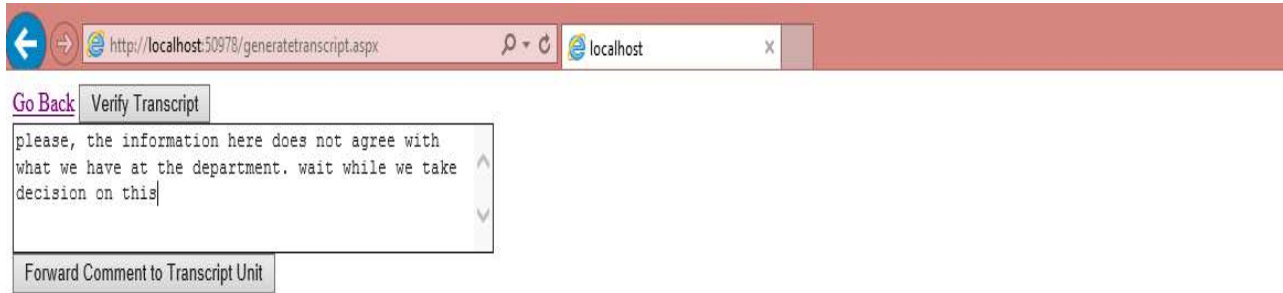 http://localhost:50978/generatetranscript.aspx
localhost
Go Back Verify Transcript
please, the information here does not agree with
what we have at the department. wait while we take
decision on this
Forward Comment to Transcript Unit